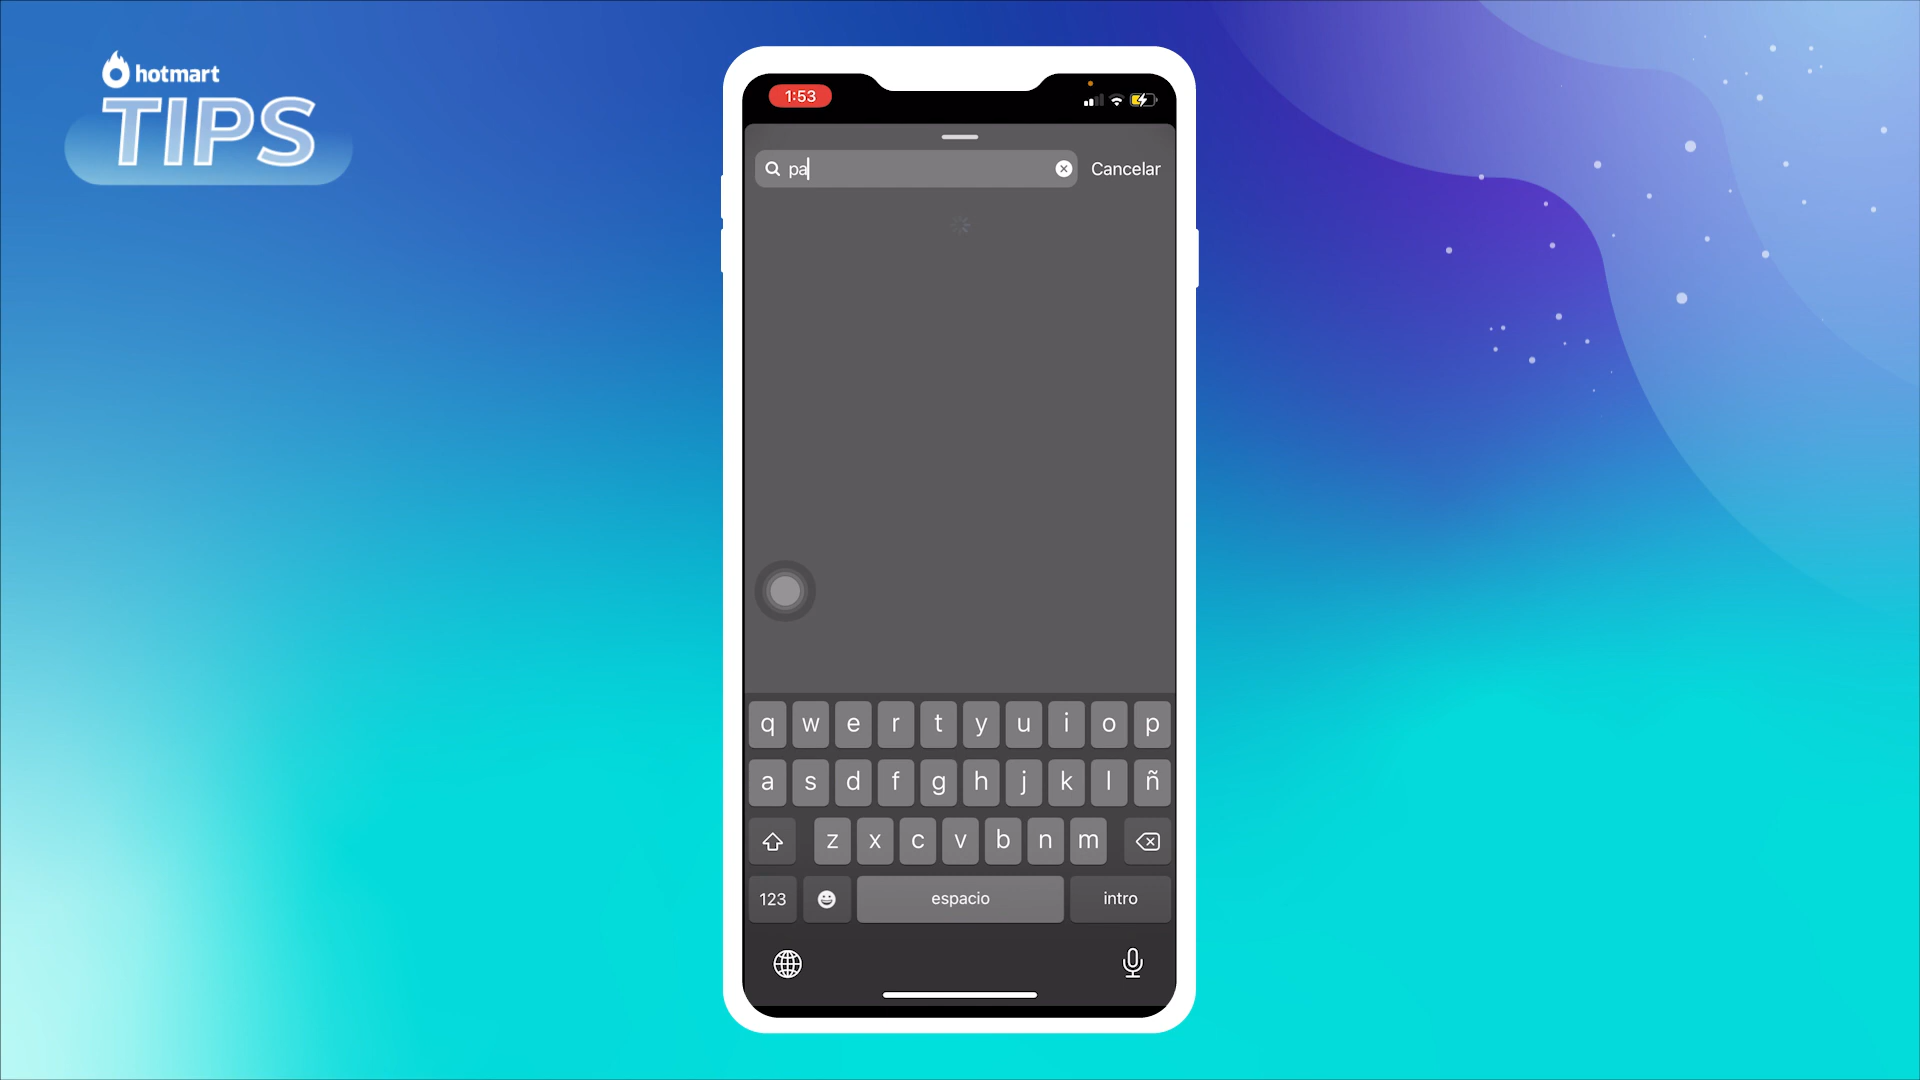 hotmart
TIPS
1:53
pa
Cancelar
q w e r t y u i o p
a s d f g h j k l ñ
z x c v b n m
123 espacio intro